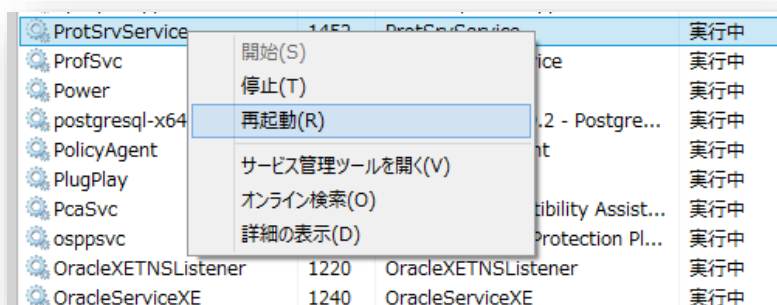 ProtSrvService 1452 ProtSrvService 実行中
開始(S)
ProfSvc ice 実行中
停止(T)
Power 実行中
再起動(R)
postgresql-x64 .2 - Postgre... 実行中
PolicyAgent nt 実行中
サービス管理ツールを開く(V)
PlugPlay 実行中
オンライン検索(O)
PcaSvc tibility Assist... 実行中
詳細の表示(D)
osppsvc Protection Pl... 実行中
OracleXETNSListener 1220 OracleXETNSListener 実行中
OracleServiceXE 1240 OracleServiceXE 実行中